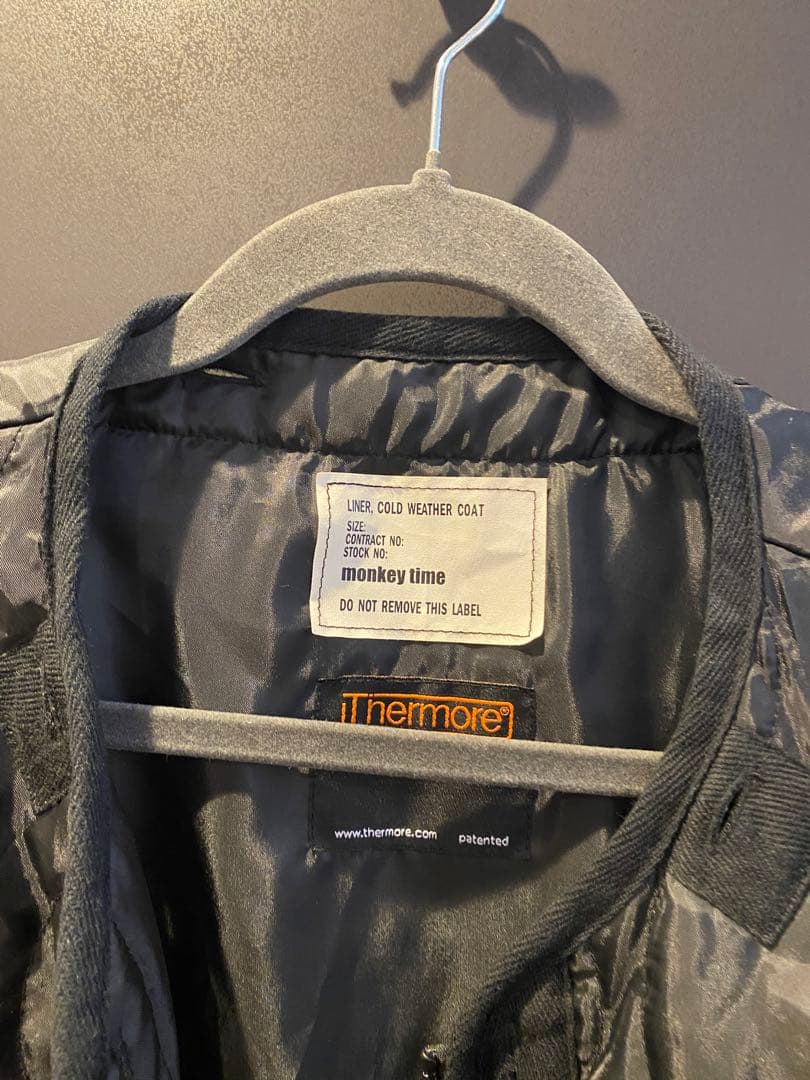 LINER, COLD WEATHER COAT
SIZE:
CONTRACT NO:
STOCK NO:
monkey time
DO NOT REMOVE THIS LABEL
Thermore®
www.thermore.com patented